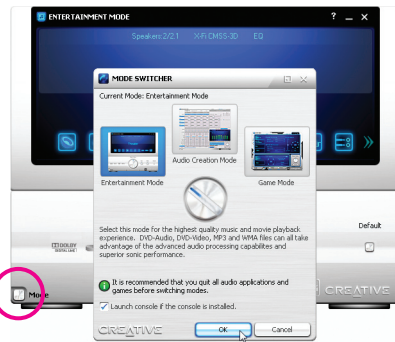 ENTERTAINMENT MODE
Speakers 2/2.1 X-Fi CMSS-3D EQ
MODE SWITCHER
Current Mode: Entertainment Mode
Audio Creation Mode
Entertainment Mode
Game Mode
Select this mode for the highest quality music and movie playback
experience. DVD-Audio, DVD-Video, MP3 and WMA files can all take
advantage of the advanced audio processing capabilites and
superior sonic performance.
Default
DOLBY
It is recommended that you quit all audio applications and
games before switching modes.
Mode
CREATIVE
Launch console if the console is installed.
CREATIVE
OK
Cancel